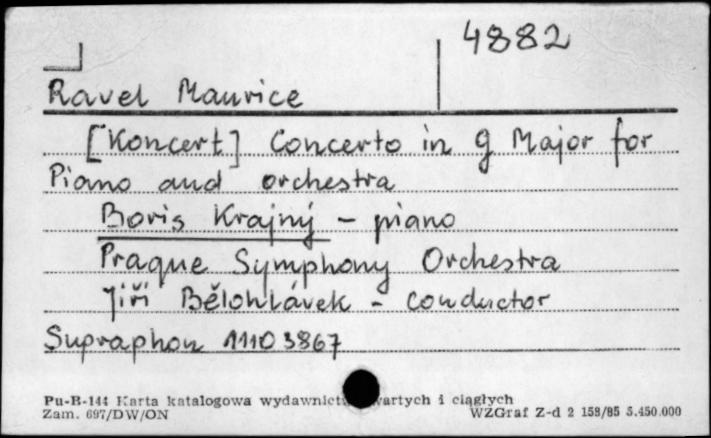 4882
Ravel Maurice
[Koncert] Concerto in g Major for
Piano and orchestra
Boris Krajný - piano
Prague Symphony Orchestra
Jiří Bělohlávek - conductor
Supraphon 1110 3867
Pu-B-144 Karta katalogowa i ciągłych
Zam. 697/DW/ON WZGraf Z-d 2 158/85 5.450.000